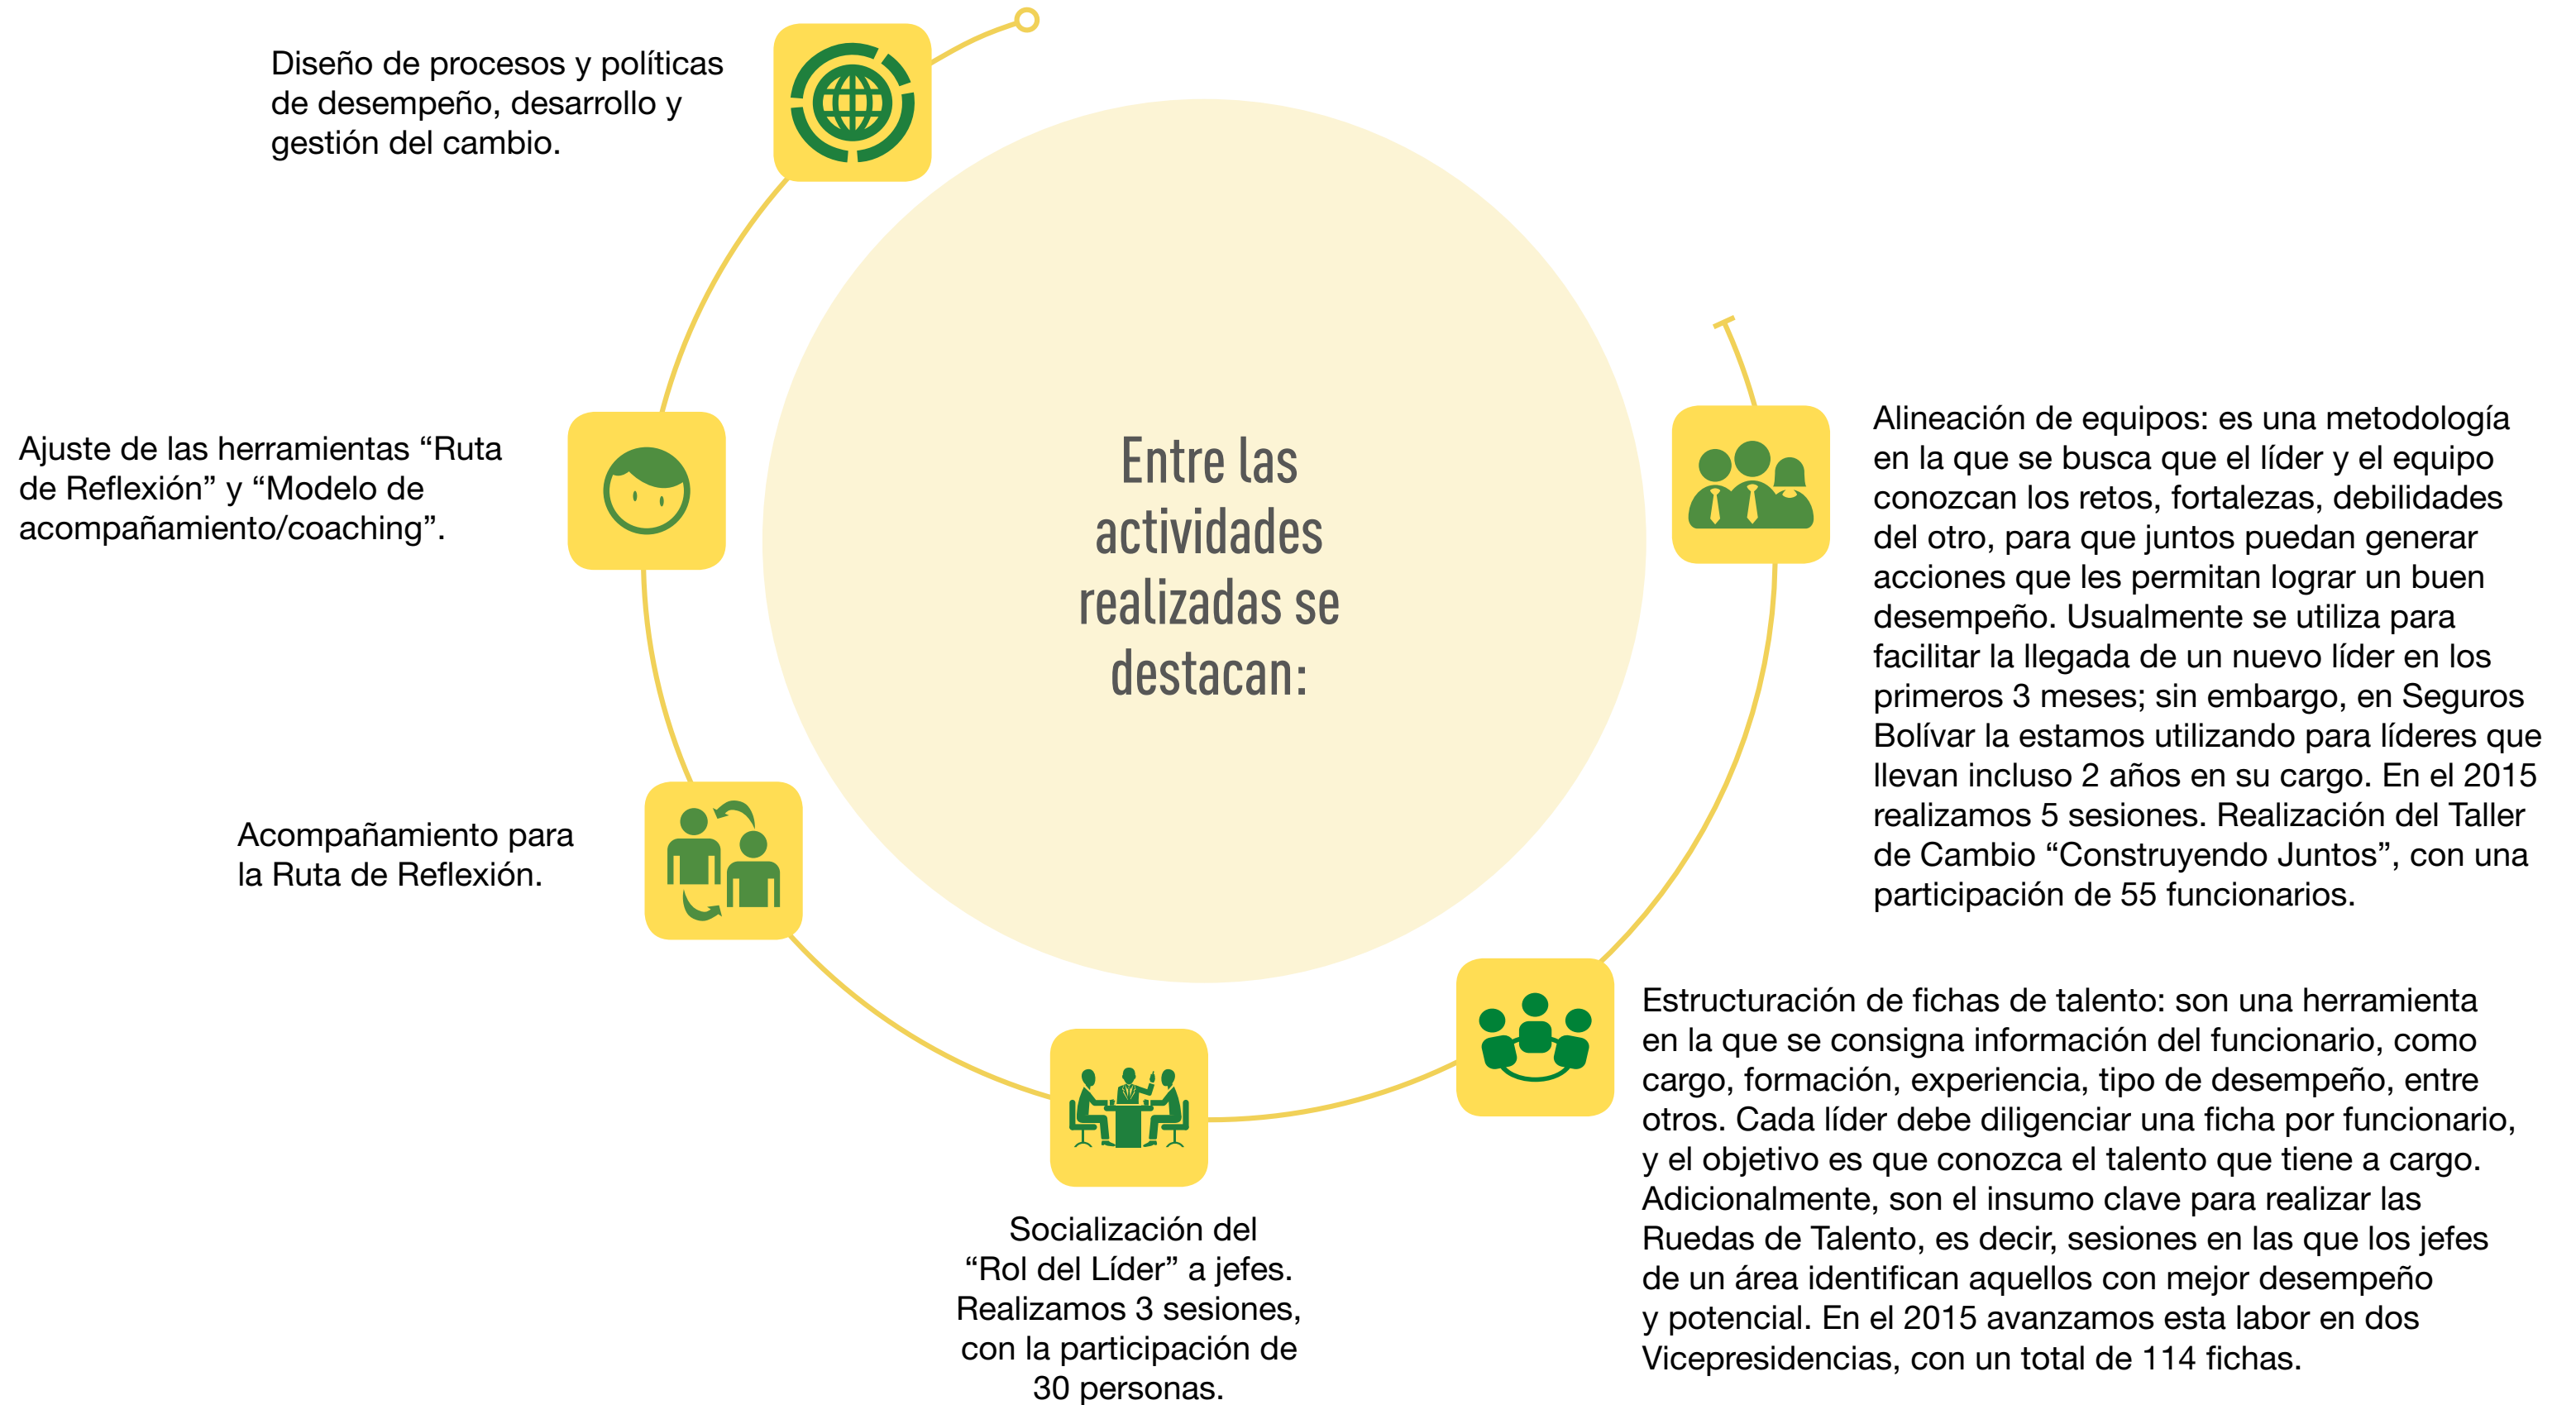 Entre las
actividades
realizadas se
destacan:
Diseño de procesos y políticas
de desempeño, desarrollo y
gestión del cambio.
Ajuste de las herramientas “Ruta
de Reflexión” y “Modelo de
acompañamiento/coaching”.
Acompañamiento para
la Ruta de Reflexión.
Socialización del
“Rol del Líder” a jefes.
Realizamos 3 sesiones,
con la participación de
30 personas.
Estructuración de fichas de talento: son una herramienta
en la que se consigna información del funcionario, como
cargo, formación, experiencia, tipo de desempeño, entre
otros. Cada líder debe diligenciar una ficha por funcionario,
y el objetivo es que conozca el talento que tiene a cargo.
Adicionalmente, son el insumo clave para realizar las
Ruedas de Talento, es decir, sesiones en las que los jefes
de un área identifican aquellos con mejor desempeño
y potencial. En el 2015 avanzamos esta labor en dos
Vicepresidencias, con un total de 114 fichas.
Alineación de equipos: es una metodología
en la que se busca que el líder y el equipo
conozcan los retos, fortalezas, debilidades
del otro, para que juntos puedan generar
acciones que les permitan lograr un buen
desempeño. Usualmente se utiliza para
facilitar la llegada de un nuevo líder en los
primeros 3 meses; sin embargo, en Seguros
Bolívar la estamos utilizando para líderes que
llevan incluso 2 años en su cargo. En el 2015
realizamos 5 sesiones. Realización del Taller
de Cambio “Construyendo Juntos”, con una
participación de 55 funcionarios.